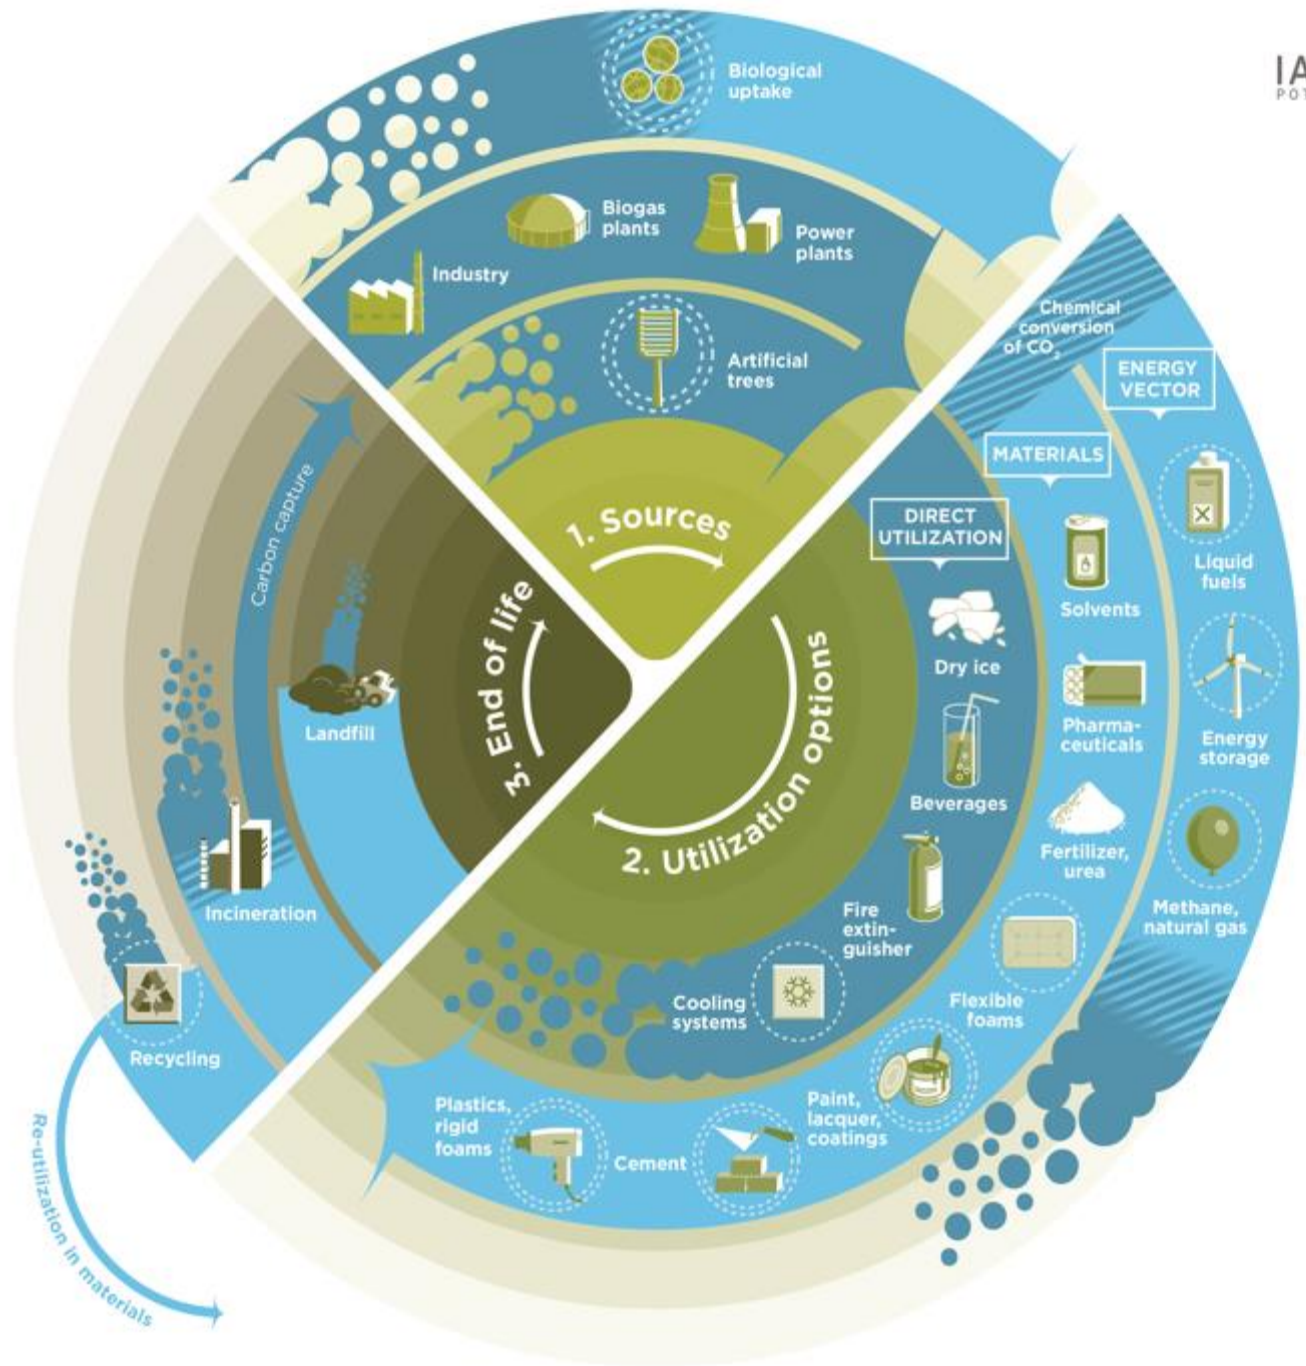 IA
POT
Biological
uptake
Biogas
plants
Power
plants
Industry
Artificial
trees
1. Sources
Chemical
conversion
of CO₂
ENERGY
VECTOR
MATERIALS
DIRECT
UTILIZATION
Liquid
fuels
Solvents
Dry ice
Energy
storage
Pharma-
ceuticals
Beverages
Fertilizer,
urea
Methane,
natural gas
Fire
extin-
guisher
Flexible
foams
Cooling
systems
Paint,
lacquer,
coatings
Cement
Plastics,
rigid
foams
2. Utilization options
3. End of life
Carbon capture
Landfill
Incineration
Recycling
Re-utilization in materials